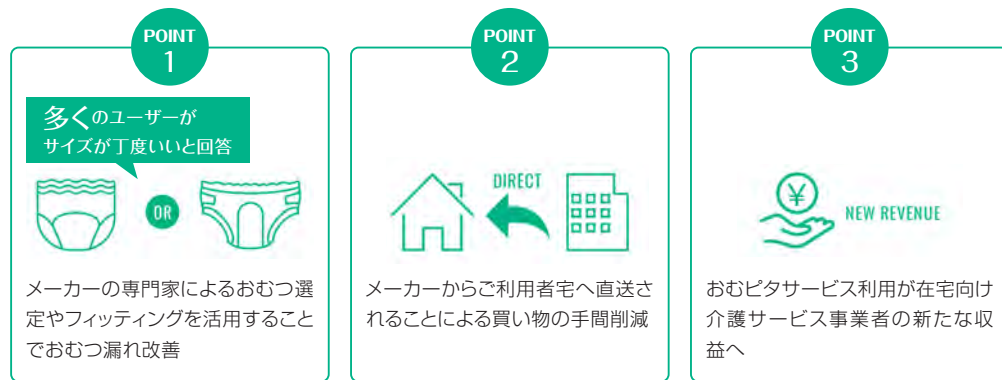 POINT
1
多くのユーザーが
サイズが丁度いいと回答
OR
メーカーの専門家によるおむつ選
定やフィッティングを活用すること
でおむつ漏れ改善
POINT
2
DIRECT
メーカーからご利用者宅へ直送さ
れることによる買い物の手間削減
POINT
3
¥
NEW REVENUE
おむピタサービス利用が在宅向け
介護サービス事業者の新たな収
益へ